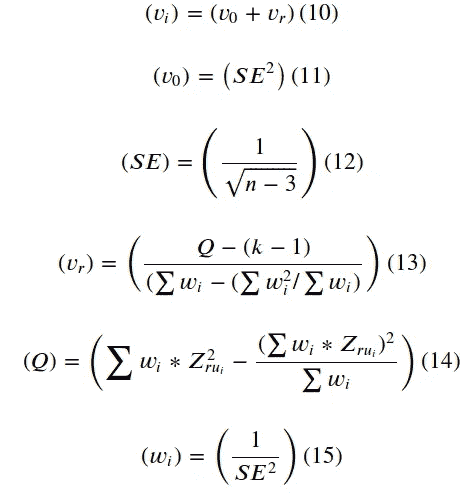 (v_i) = (v_0 + v_r) (10)
(v_0) = (SE^2) (11)
(SE) = (1 / √(n − 3)) (12)
(v_r) = (Q − (k − 1) / (∑ w_i − (∑ w_i^2 / ∑ w_i)) (13)
(Q) = (∑ w_i * Z_{ru_i}^2 − (∑ w_i * Z_{ru_i})^2 / ∑ w_i) (14)
(w_i) = (1 / SE^2) (15)